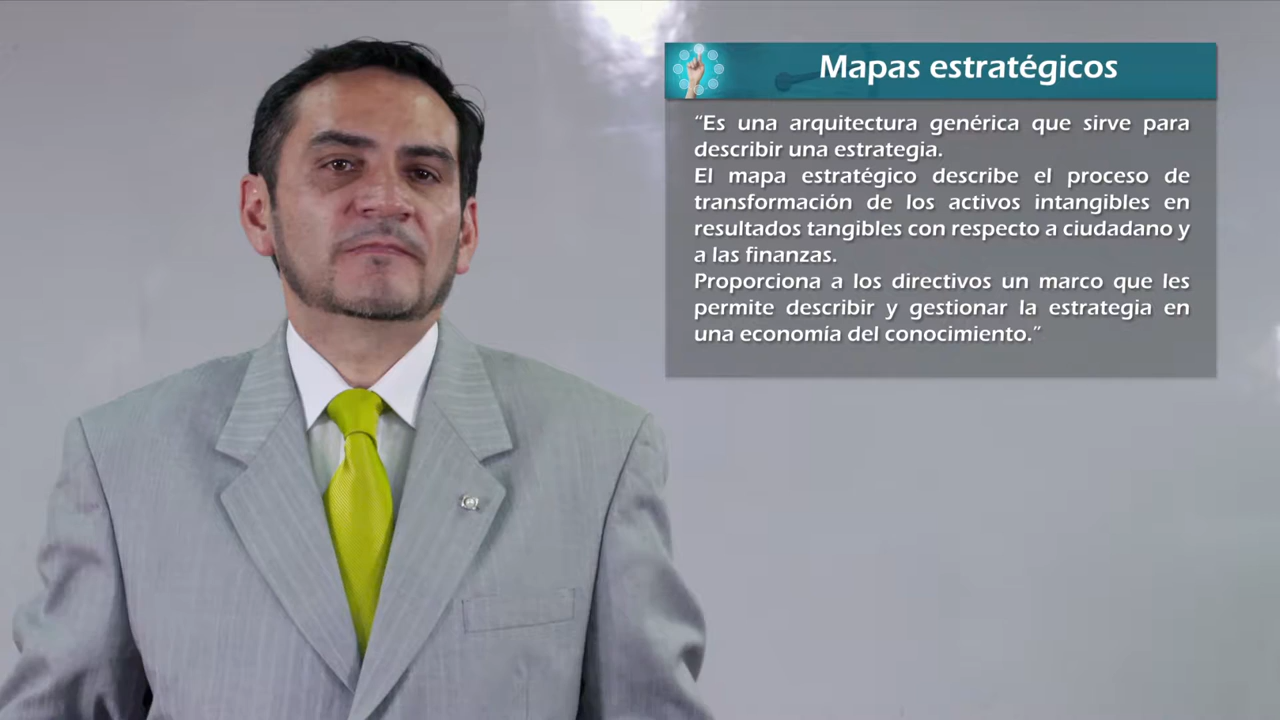 Mapas estratégicos
“Es una arquitectura genérica que sirve para
describir una estrategia.
El mapa estratégico describe el proceso de
transformación de los activos intangibles en
resultados tangibles con respecto a ciudadano y
a las finanzas.
Proporciona a los directivos un marco que les
permite describir y gestionar la estrategia en
una economía del conocimiento.”